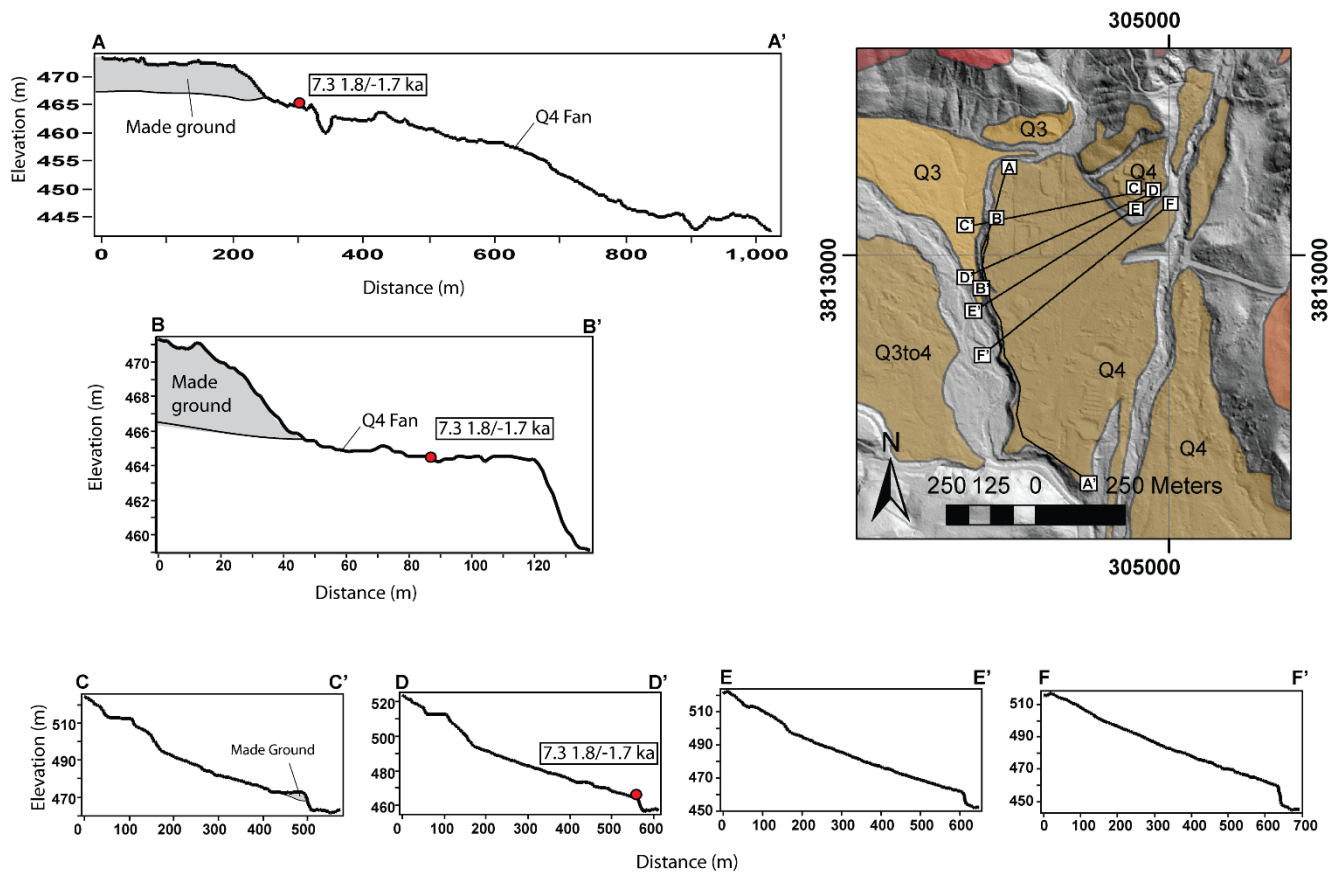 A
A'
470
465
460
455
450
445
Elevation (m)
7.3 1.8/-1.7 ka
Made ground
Q4 Fan
0
200
400
600
800
1,000
Distance (m)
B
B'
470
468
466
464
462
460
Elevation (m)
Made
ground
Q4 Fan
7.3 1.8/-1.7 ka
0
20
40
60
80
100
120
Distance (m)
305000
3813000
3813000
Q3
Q3
A
Q4
C
D
E
F
B
C'
D'
B'
E'
F'
Q3to4
Q4
Q4
N
A'
250 125 0 250 Meters
305000
C
C'
510
490
470
Elevation (m)
Made Ground
0
100
200
300
400
500
D
D'
520
500
480
460
7.3 1.8/-1.7 ka
0
100
200
300
400
500
600
E
E'
510
490
470
450
0
100
200
300
400
500
600
F
F'
510
490
470
450
0
100
200
300
400
500
600
700
Distance (m)